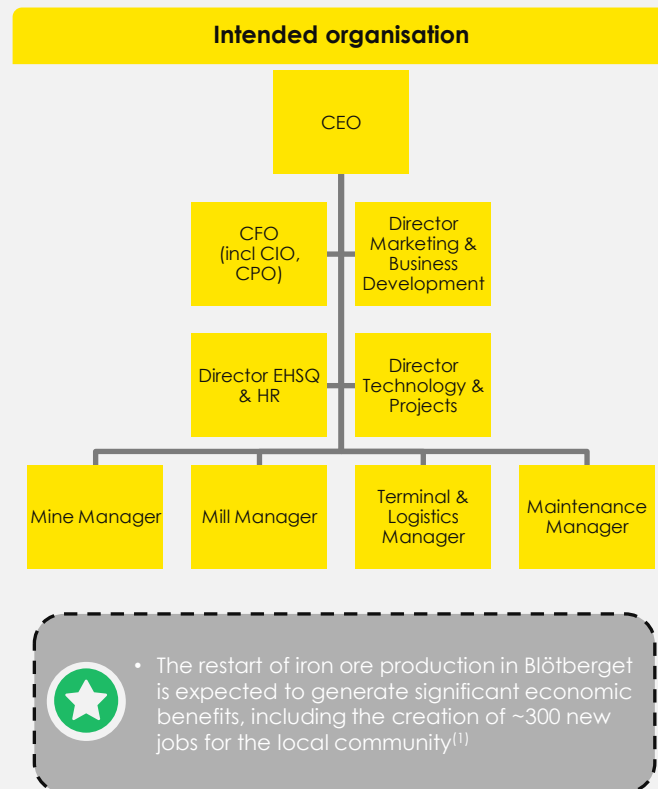 Intended organisation
CEO
CFO
(incl CIO,
CPO)
Director
Marketing &
Business
Development
Director EHSQ
& HR
Director
Technology &
Projects
Mine Manager
Mill Manager
Terminal &
Logistics
Manager
Maintenance
Manager
• The restart of iron ore production in Blötberget
is expected to generate significant economic
benefits, including the creation of ~300 new
jobs for the local community(1)